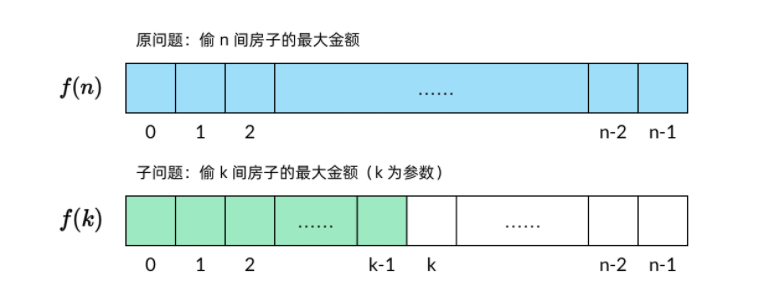 原问题：偷 n 间房子的最大金额
f(n)
......
0 1 2 n-2 n-1
子问题：偷 k 间房子的最大金额（k 为参数）
f(k)
...... ......
0 1 2 k-1 k n-2 n-1